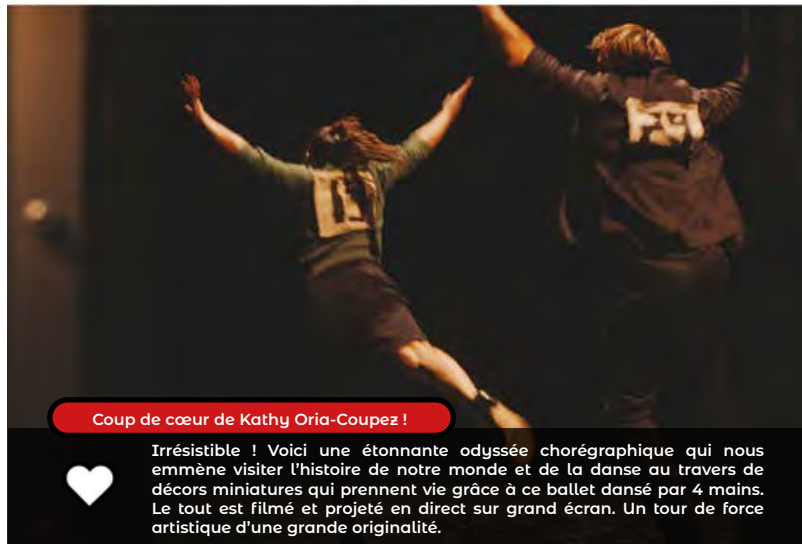 Coup de cœur de Kathy Oria-Coupez !
Irrésistible ! Voici une étonnante odyssée chorégraphique qui nous
emmène visiter l’histoire de notre monde et de la danse au travers de
décors miniatures qui prennent vie grâce à ce ballet dansé par 4 mains.
Le tout est filmé et projeté en direct sur grand écran. Un tour de force
artistique d’une grande originalité.